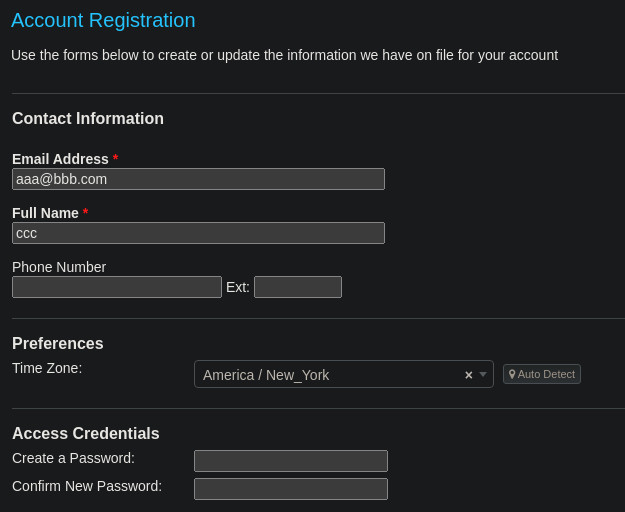 Account Registration
Use the forms below to create or update the information we have on file for your account
Contact Information
Email Address *
aaa@bbb.com
Full Name *
ccc
Phone Number
Ext:
Preferences
Time Zone: America / New_York × Auto Detect
Access Credentials
Create a Password:
Confirm New Password: